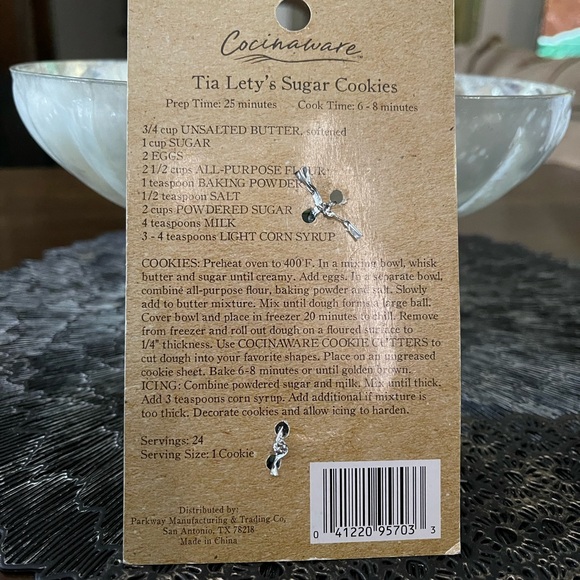 Cocinaware
Tia Lety's Sugar Cookies
Prep Time: 25 minutes Cook Time: 6 - 8 minutes
3/4 cup UNSALTED BUTTER, softened
1 cup SUGAR
2 EGGS
2 1/2 cups ALL-PURPOSE FLOUR
1 teaspoon BAKING POWDER
1/2 teaspoon SALT
2 cups POWDERED SUGAR
4 teaspoons MILK
3 - 4 teaspoons LIGHT CORN SYRUP
COOKIES: Preheat oven to 400°F. In a mixing bowl, whisk
butter and sugar until creamy. Add eggs. In a separate bowl,
combine all-purpose flour, baking powder and salt. Slowly
add to butter mixture. Mix until dough forms a large ball.
Cover bowl and place in freezer 20 minutes to chill. Remove
from freezer and roll out dough on a floured surface to
1/4" thickness. Use COCINAWARE COOKIE CUTTERS to
cut dough into your favorite shapes. Place on an ungreased
cookie sheet. Bake 6-8 minutes or until golden brown.
ICING: Combine powdered sugar and milk. Mix until thick.
Add 3 teaspoons corn syrup. Add additional if mixture is
too thick. Decorate cookies and allow icing to harden.
Servings: 24
Serving Size: 1 Cookie
Distributed by:
Parkway Manufacturing & Trading Co,
San Antonio, TX 78218
Made in China
0 41220 95703 3